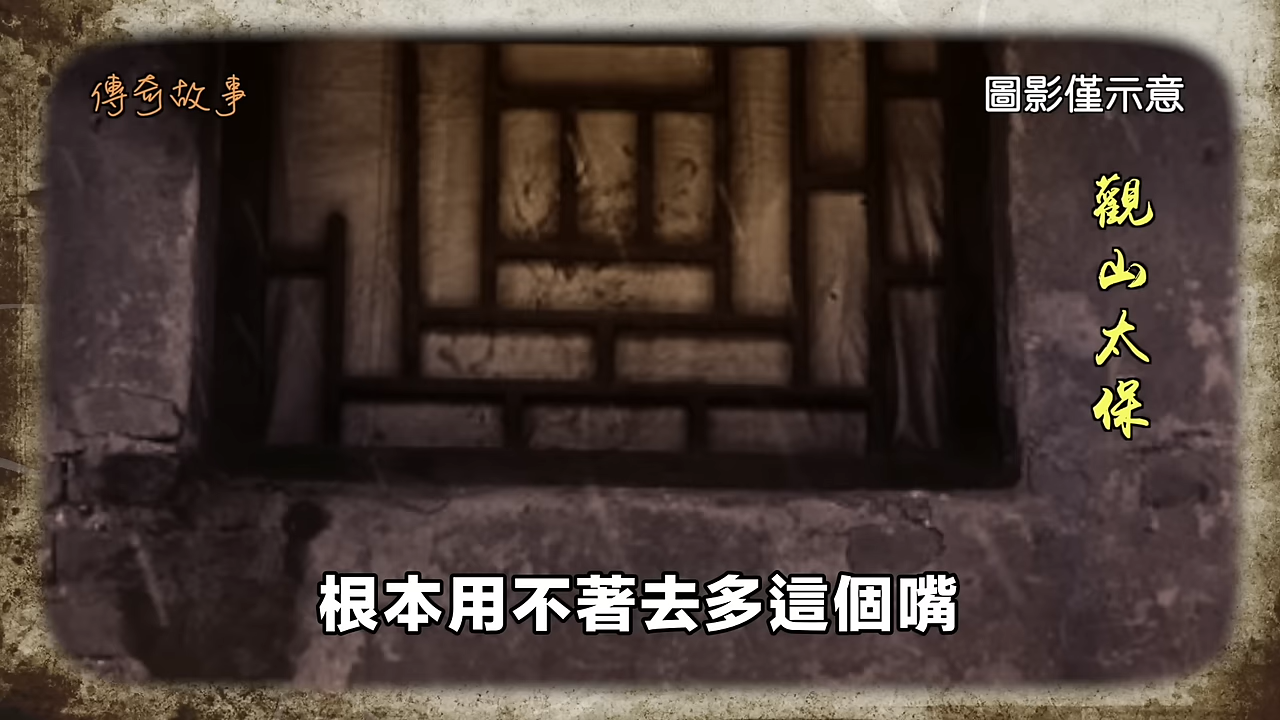 傳奇故事
圖影僅示意
觀山太保
根本用不著去多這個嘴